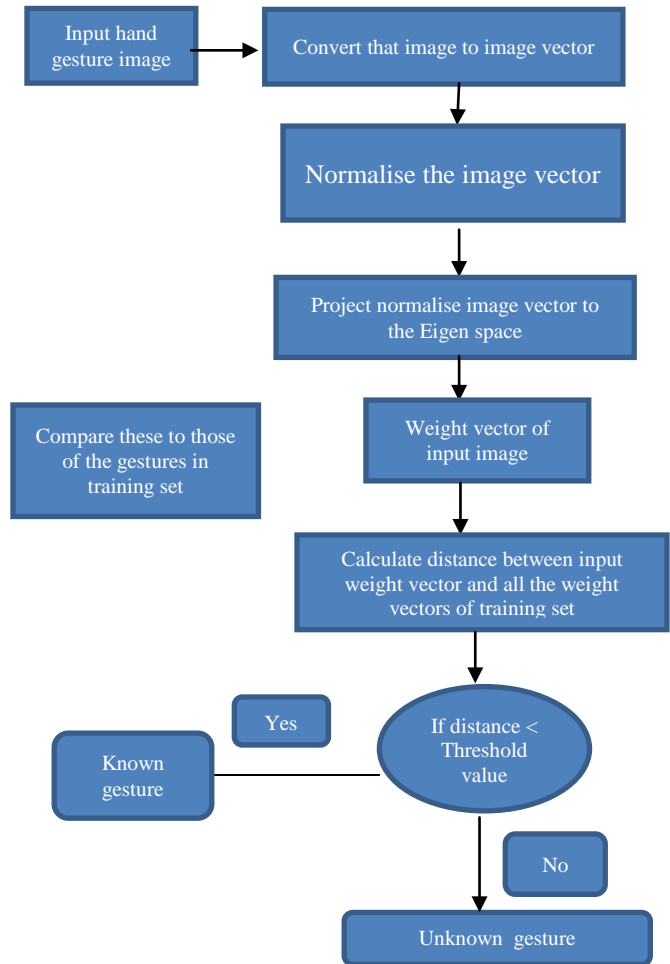 Input hand
gesture image
Convert that image to image vector
Normalise the image vector
Project normalise image vector to
the Eigen space
Compare these to those
of the gestures in
training set
Weight vector of
input image
Calculate distance between input
weight vector and all the weight
vectors of training set
If distance <
Threshold
value
Yes
Known
gesture
No
Unknown gesture